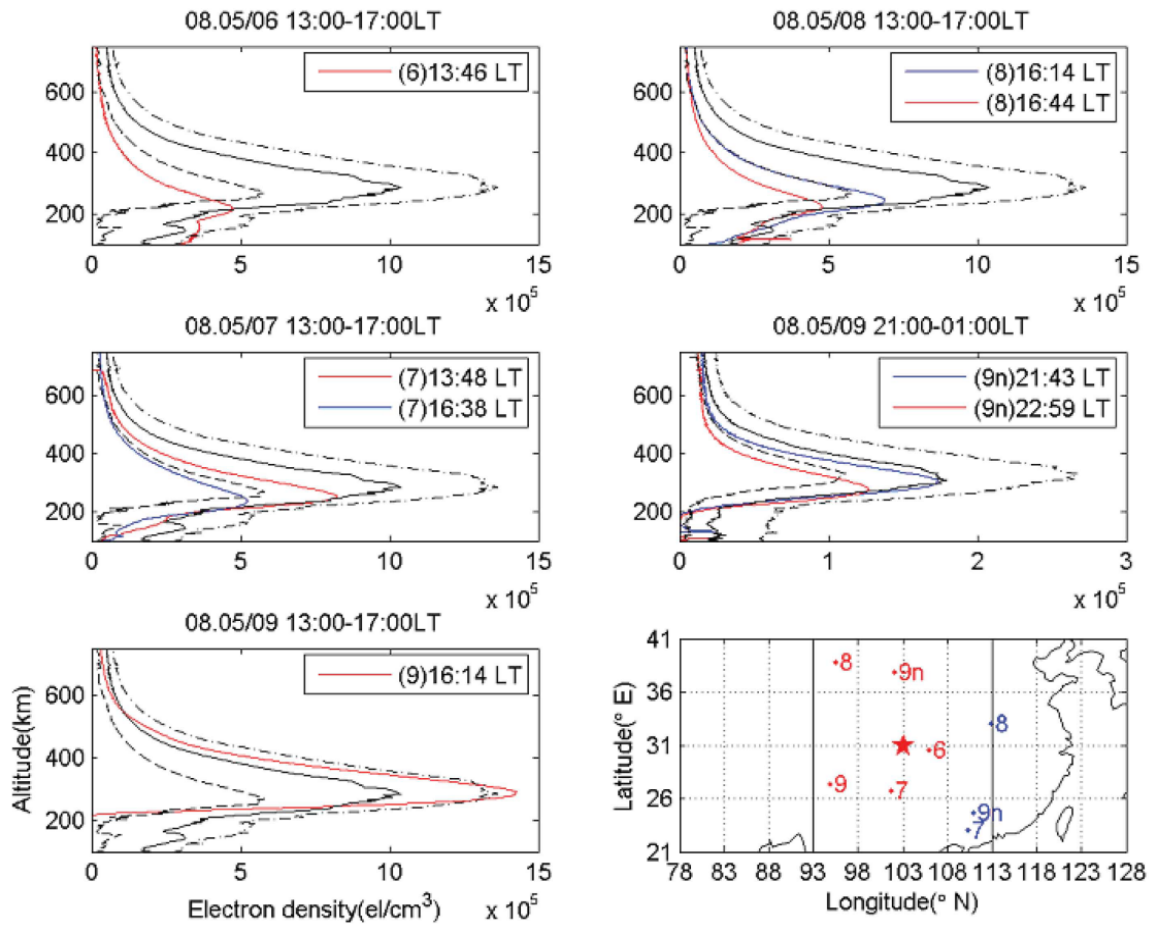 08.05/06 13:00-17:00LT
(6)13:46 LT
600
400
200
0 5 10 15
x 10^5
08.05/08 13:00-17:00LT
(8)16:14 LT
(8)16:44 LT
600
400
200
0 5 10 15
x 10^5
08.05/07 13:00-17:00LT
(7)13:48 LT
(7)16:38 LT
600
400
200
0 5 10 15
x 10^5
08.05/09 21:00-01:00LT
(9n)21:43 LT
(9n)22:59 LT
600
400
200
0 1 2 3
x 10^5
08.05/09 13:00-17:00LT
(9)16:14 LT
Altitude(km)
600
400
200
0 5 10 15
Electron density(el/cm^3) x 10^5
Latitude(° E)
41
36
31
26
21
8
9n
8
6
9
7
9n
7
78 83 88 93 98 103 108 113 118 123 128
Longitude(° N)